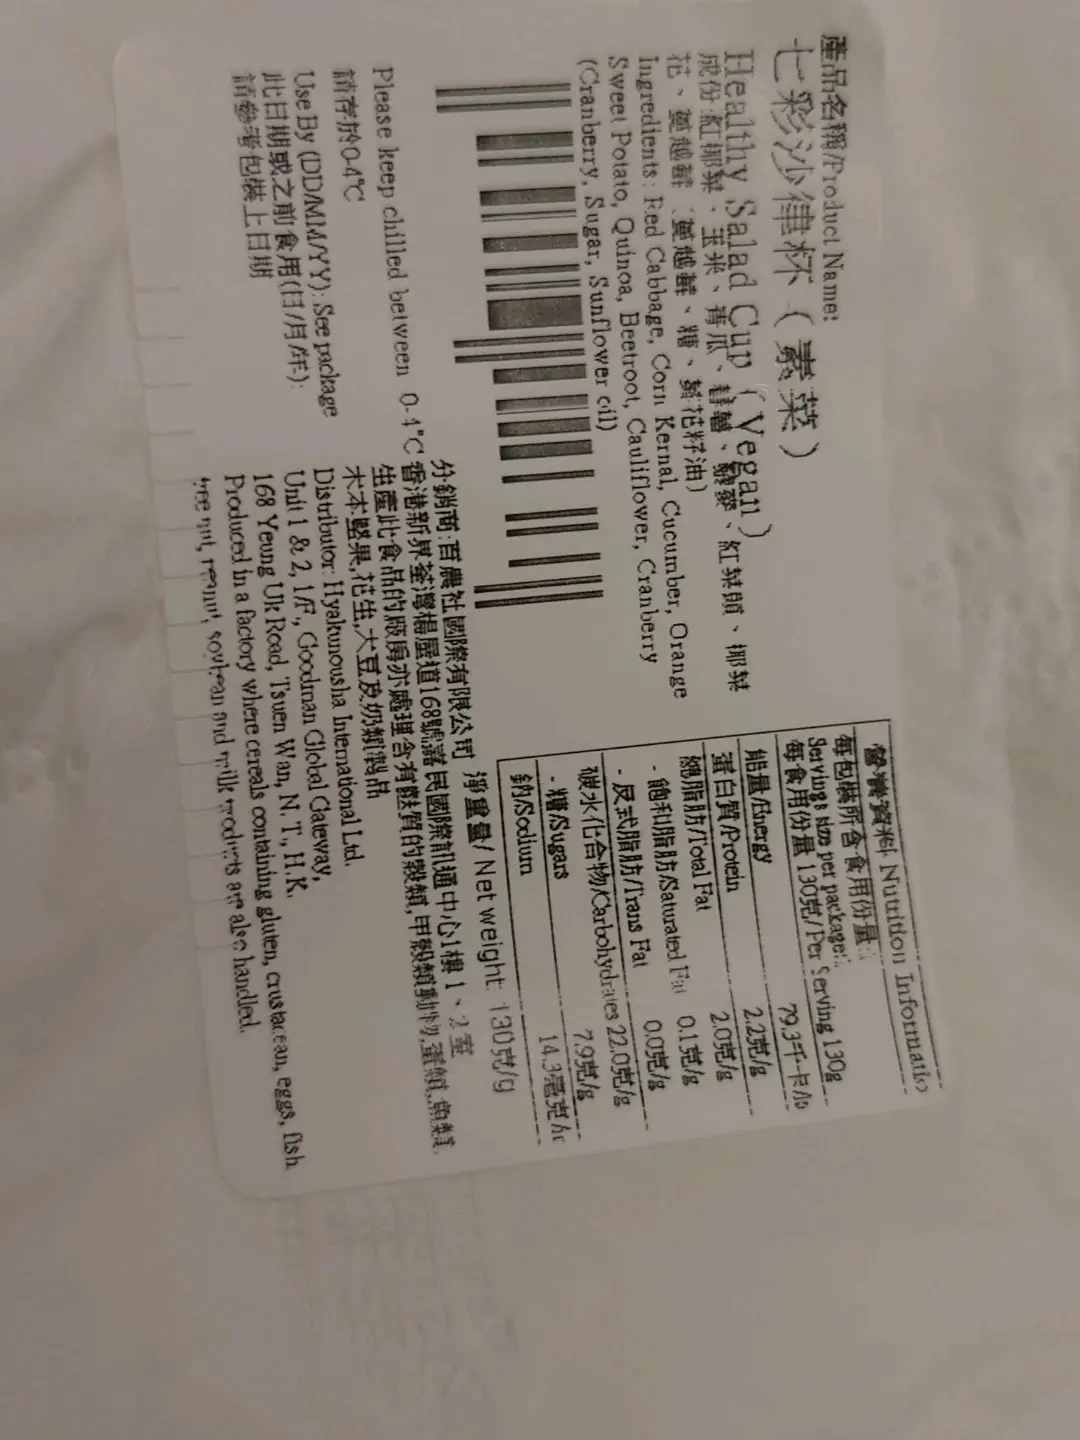 產品名稱/Product Name:
七彩沙律杯（素菜）
Healthy Salad Cup (Vegan)
成份:紅椰菜、玉米、青瓜、甘薯、藜麥、紅菜頭、椰菜
花、蔓越莓（蔓越莓、糖、葵花籽油）
Ingredients: Red Cabbage, Corn Kernal, Cucumber, Orange
Sweet Potato, Quinoa, Beetroot, Cauliflower, Cranberry
(Cranberry, Sugar, Sunflower oil)
Please keep chilled between 0-4°C
請存於0-4℃
Use By (DD/MM/YY): See package
此日期或之前食用(日/月/年):
請參考包裝上日期
營養資料 Nutrition Informatio
每包裝所含食用份量:
Servings size per package:
每食用份量 130克/ Per Serving 130g
能量/Energy 79.3千卡/
蛋白質/Protein 2.2克/g
總脂肪/Total Fat 2.0克/g
- 飽和脂肪/Saturated Fat 0.1克/g
- 反式脂肪/Trans Fat 0.0克/g
碳水化合物/Carbohydrates 22.0克/g
- 糖/Sugars 7.9克/g
鈉/Sodium 14.3毫克/
淨重量/ Net weight: 130克/g
分銷商:百農社國際有限公司
香港新界荃灣楊屋道168號嘉民國際訊通中心1樓 1、2室
生產此食品的廠房亦處理含有麩質的穀類,甲殼類動物,蛋類,魚類,
木本堅果,花生,大豆及奶類製品
Distributor: Hyakunousha International Ltd.
Unit 1 & 2, 1/F., Goodman Global Gateway,
168 Yeung Uk Road, Tsuen Wan, N. T., H.K.
Produced in a factory where cereals containing gluten, crustacean, eggs, fish
tree nut, peanut, soybean and milk products are also handled.